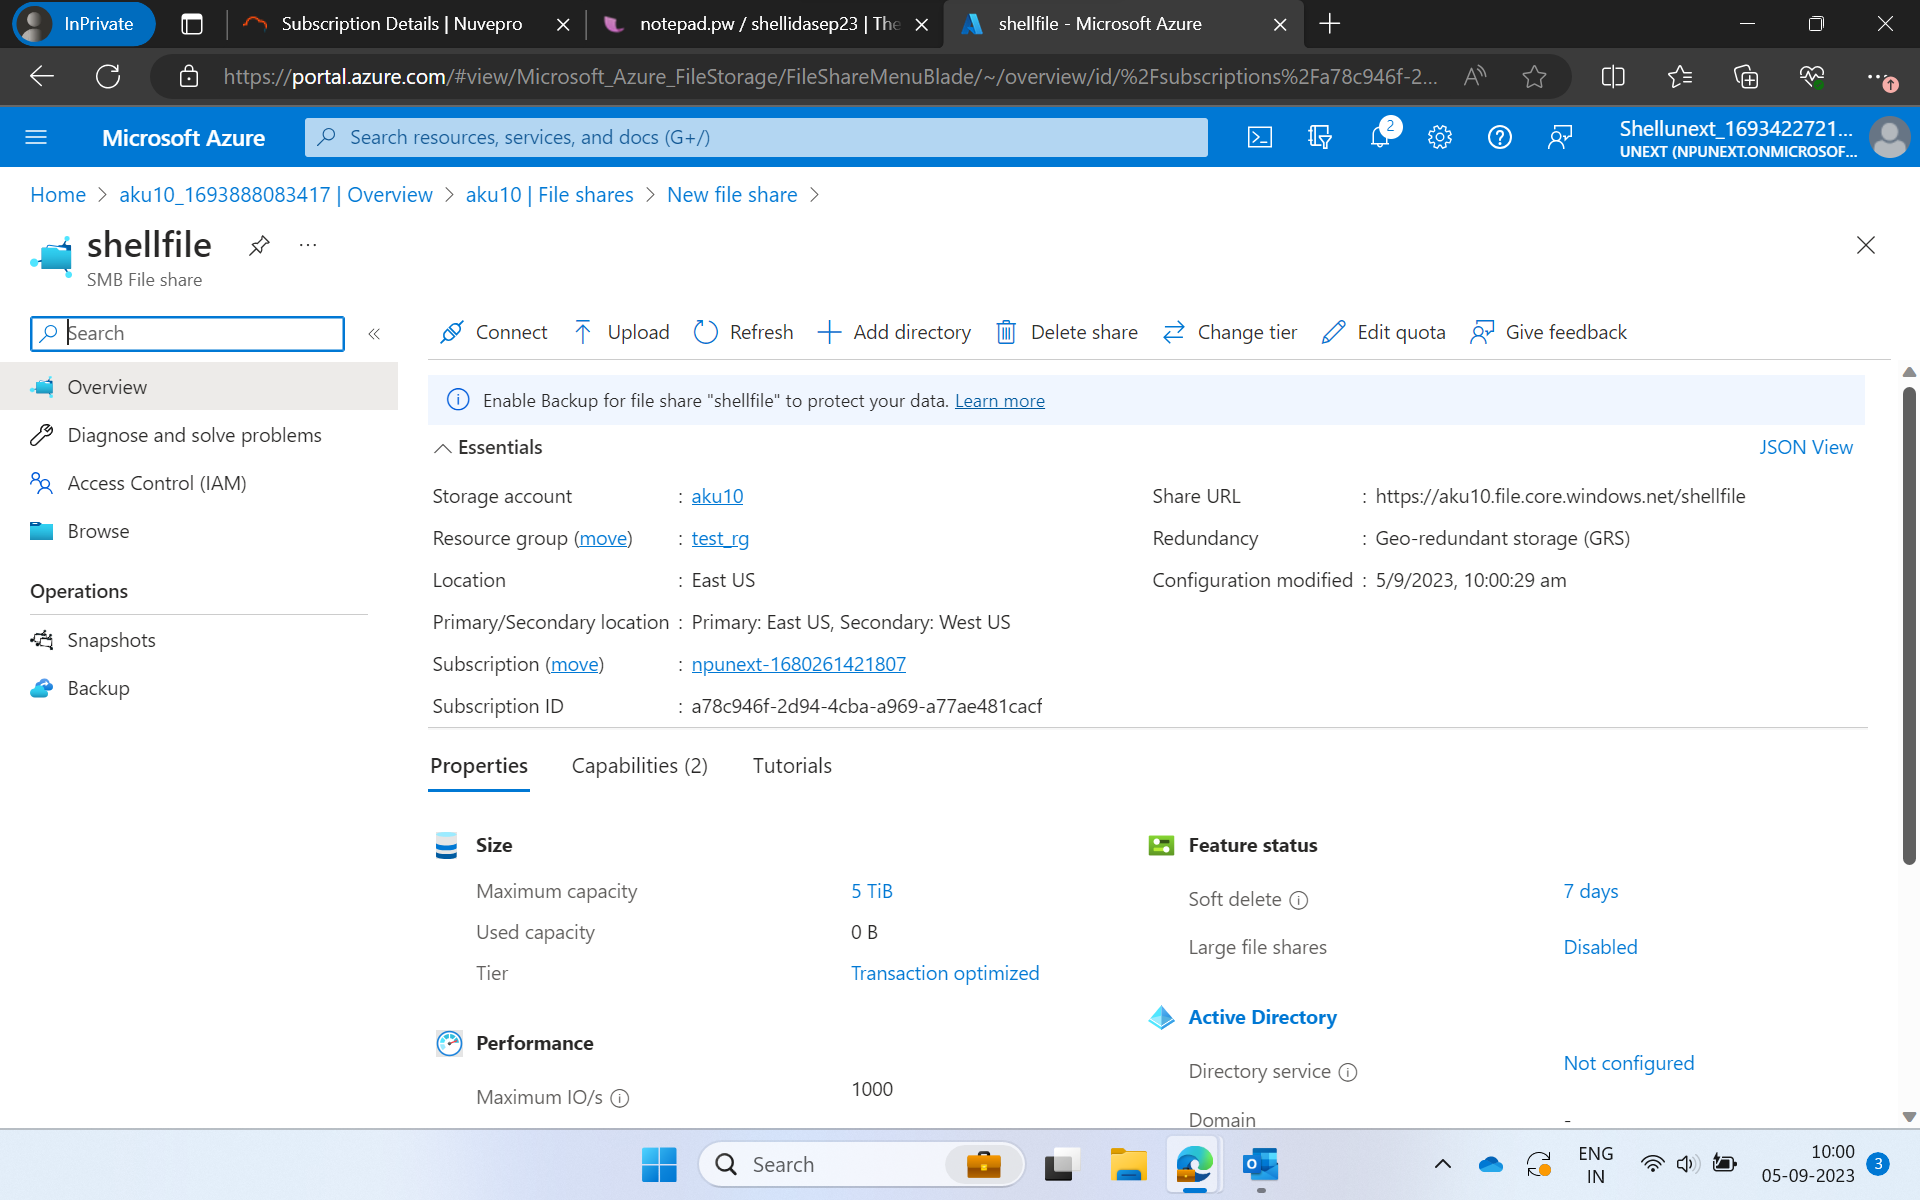 InPrivate
Subscription Details | Nuvepro
notepad.pw / shellidasep23 | The
shellfile - Microsoft Azure
https://portal.azure.com/#view/Microsoft_Azure_FileStorage/FileShareMenuBlade/~/overview/id/%2Fsubscriptions%2Fa78c946f-2...
Microsoft Azure
Search resources, services, and docs (G+/)
2
Shellunext_1693422721...
UNEXT (NPUNEXT.ONMICROSOF...
Home > aku10_1693888083417 | Overview > aku10 | File shares > New file share >
shellfile
...
SMB File share
Search
«
Connect
Upload
Refresh
Add directory
Delete share
Change tier
Edit quota
Give feedback
Overview
Diagnose and solve problems
Access Control (IAM)
Browse
Operations
Snapshots
Backup
Enable Backup for file share "shellfile" to protect your data. Learn more
Essentials
JSON View
Storage account : aku10
Resource group (move) : test_rg
Location : East US
Primary/Secondary location : Primary: East US, Secondary: West US
Subscription (move) : npunext-1680261421807
Subscription ID : a78c946f-2d94-4cba-a969-a77ae481cacf
Share URL : https://aku10.file.core.windows.net/shellfile
Redundancy : Geo-redundant storage (GRS)
Configuration modified : 5/9/2023, 10:00:29 am
Properties
Capabilities (2)
Tutorials
Size
Maximum capacity 5 TiB
Used capacity 0 B
Tier Transaction optimized
Performance
Maximum IO/s 1000
Feature status
Soft delete 7 days
Large file shares Disabled
Active Directory
Directory service Not configured
Domain -
Search
ENG
IN
10:00
05-09-2023
3